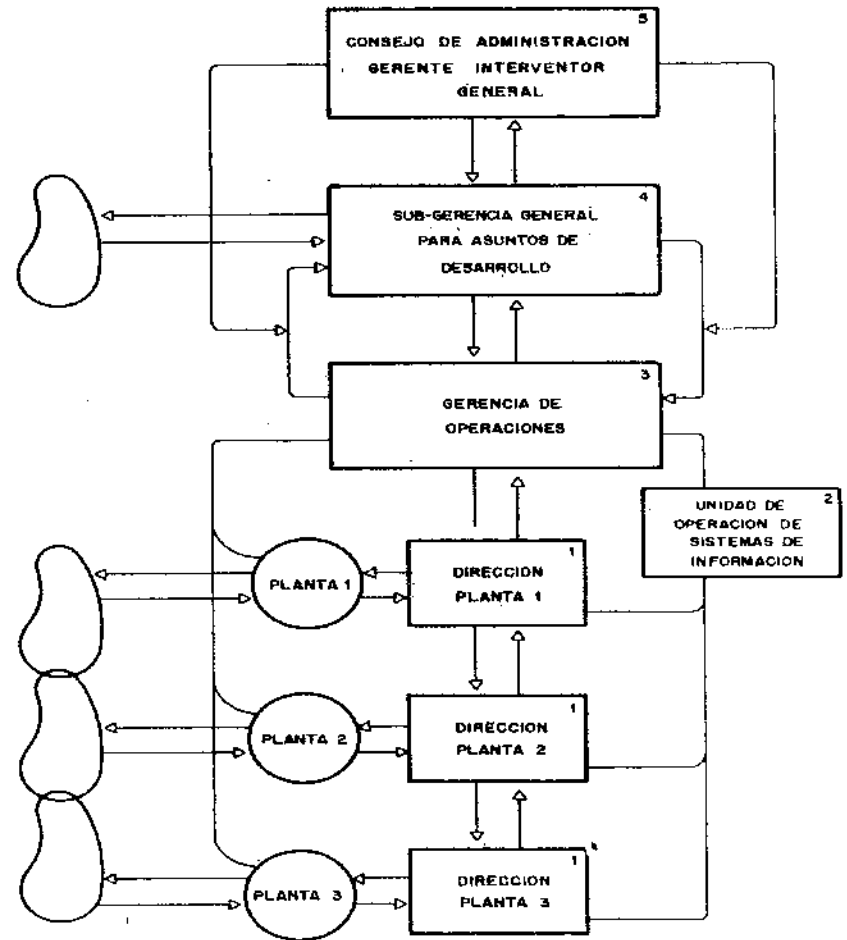 5
CONSEJO DE ADMINISTRACION
GERENTE INTERVENTOR
GENERAL
4
SUB-GERENCIA GENERAL
PARA ASUNTOS DE
DESARROLLO
3
GERENCIA DE
OPERACIONES
2
UNIDAD DE
OPERACION DE
SISTEMAS DE
INFORMACION
PLANTA 1
1
DIRECCION
PLANTA 1
PLANTA 2
1
DIRECCION
PLANTA 2
PLANTA 3
1
DIRECCION
PLANTA 3